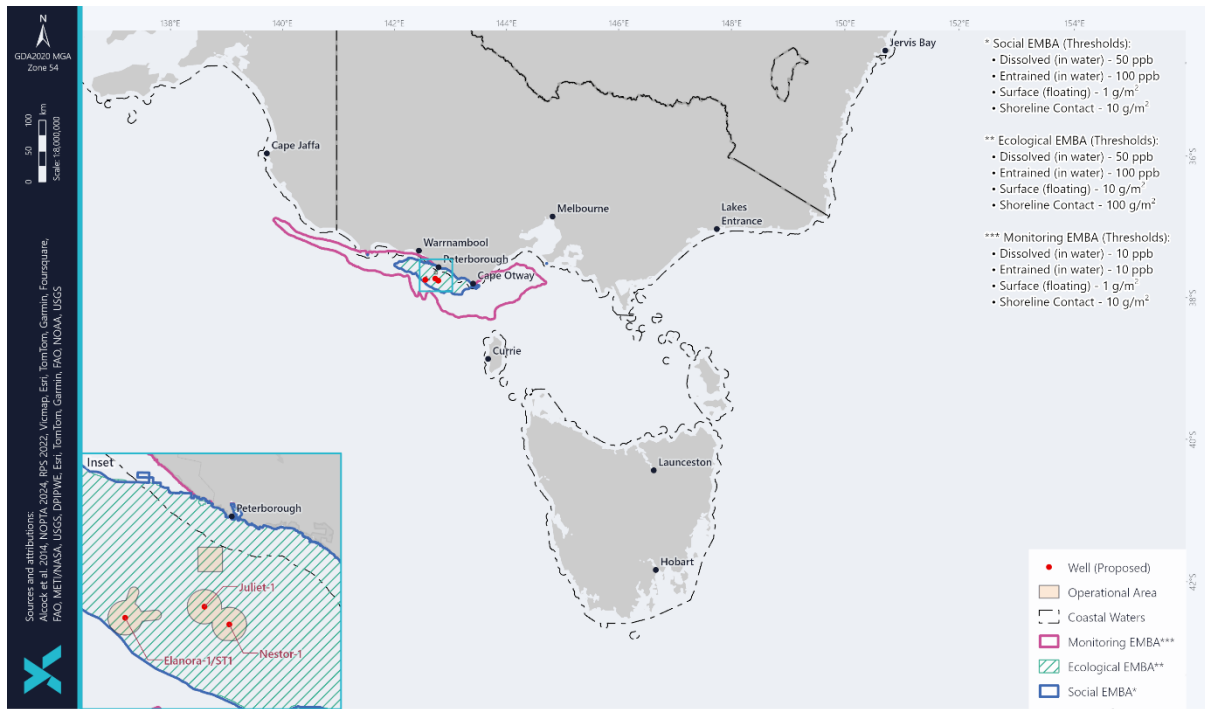 N
GDA2020 MGA
Zone 54
km
100
50
0
Scale: 1:8,000,000
Sources and attributions:
Alcock et al. 2014, NOPTA 2024, RPS 2022, Vicmap, Esri, TomTom, Garmin, Foursquare,
FAO, METI/NASA, USGS, DPIPWE, Esri, TomTom, Garmin, FAO, NOAA, USGS
138°E
140°E
142°E
144°E
146°E
148°E
150°E
152°E
154°E
36°S
38°S
40°S
42°S
Jervis Bay
Cape Jaffa
Melbourne
Lakes
Entrance
Warrnambool
Peterborough
Cape Otway
Currie
Launceston
Hobart
* Social EMBA (Thresholds):
• Dissolved (in water) - 50 ppb
• Entrained (in water) - 100 ppb
• Surface (floating) - 1 g/m²
• Shoreline Contact - 10 g/m²
** Ecological EMBA (Thresholds):
• Dissolved (in water) - 50 ppb
• Entrained (in water) - 100 ppb
• Surface (floating) - 10 g/m²
• Shoreline Contact - 100 g/m²
*** Monitoring EMBA (Thresholds):
• Dissolved (in water) - 10 ppb
• Entrained (in water) - 10 ppb
• Surface (floating) - 1 g/m²
• Shoreline Contact - 10 g/m²
Inset
Peterborough
Juliet-1
Elanora-1/ST1
Nestor-1
Well (Proposed)
Operational Area
Coastal Waters
Monitoring EMBA***
Ecological EMBA**
Social EMBA*